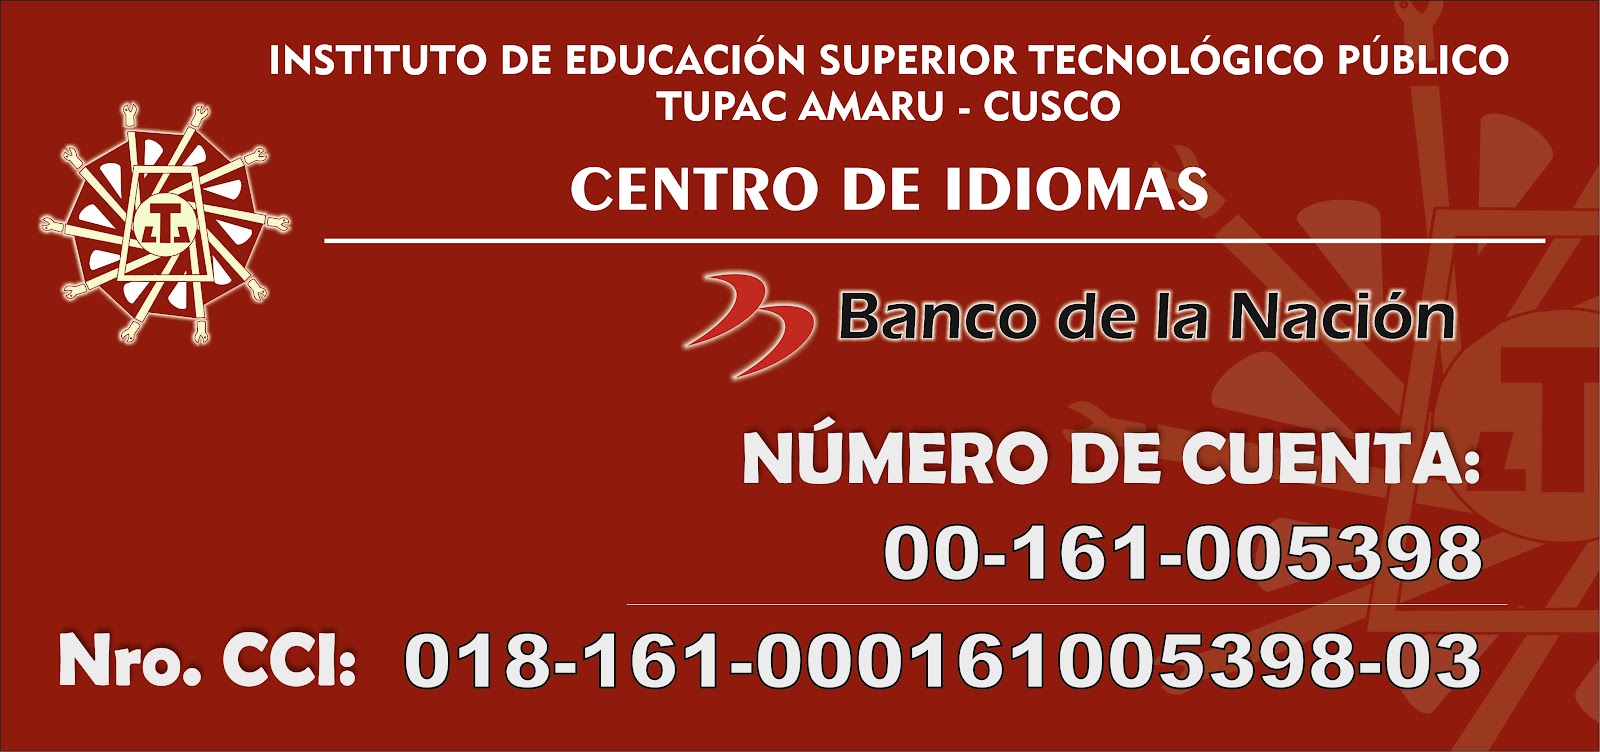 INSTITUTO DE EDUCACIÓN SUPERIOR TECNOLÓGICO PÚBLICO
TUPAC AMARU - CUSCO
CENTRO DE IDIOMAS
TTA
Banco de la Nación
NÚMERO DE CUENTA:
00-161-005398
Nro. CCI: 018-161-000161005398-03